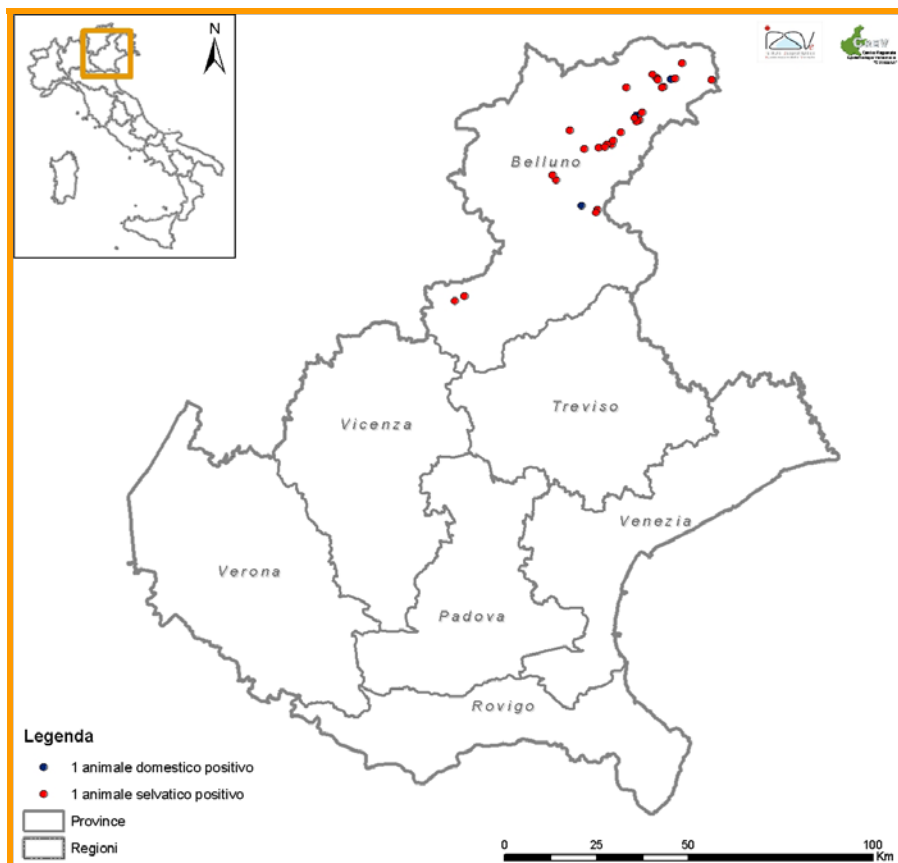 N
CREV
Belluno
Treviso
Vicenza
Venezia
Verona
Padova
Rovigo
Legenda
1 animale domestico positivo
1 animale selvatico positivo
Province
Regioni
0 25 50 100
Km